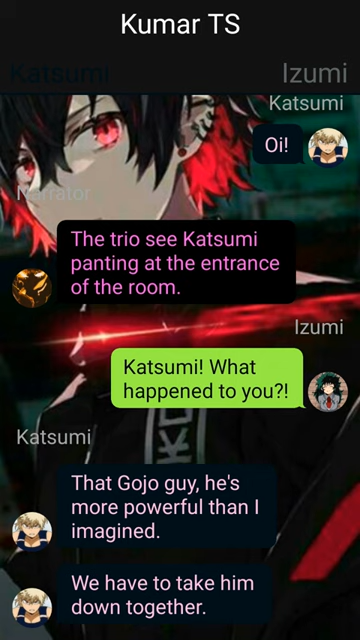 Kumar TS
Katsumi
Izumi
Katsumi
Oi!
Narrator
The trio see Katsumi
panting at the entrance
of the room.
Izumi
Katsumi! What
happened to you?!
Katsumi
That Gojo guy, he's
more powerful than I
imagined.
We have to take him
down together.